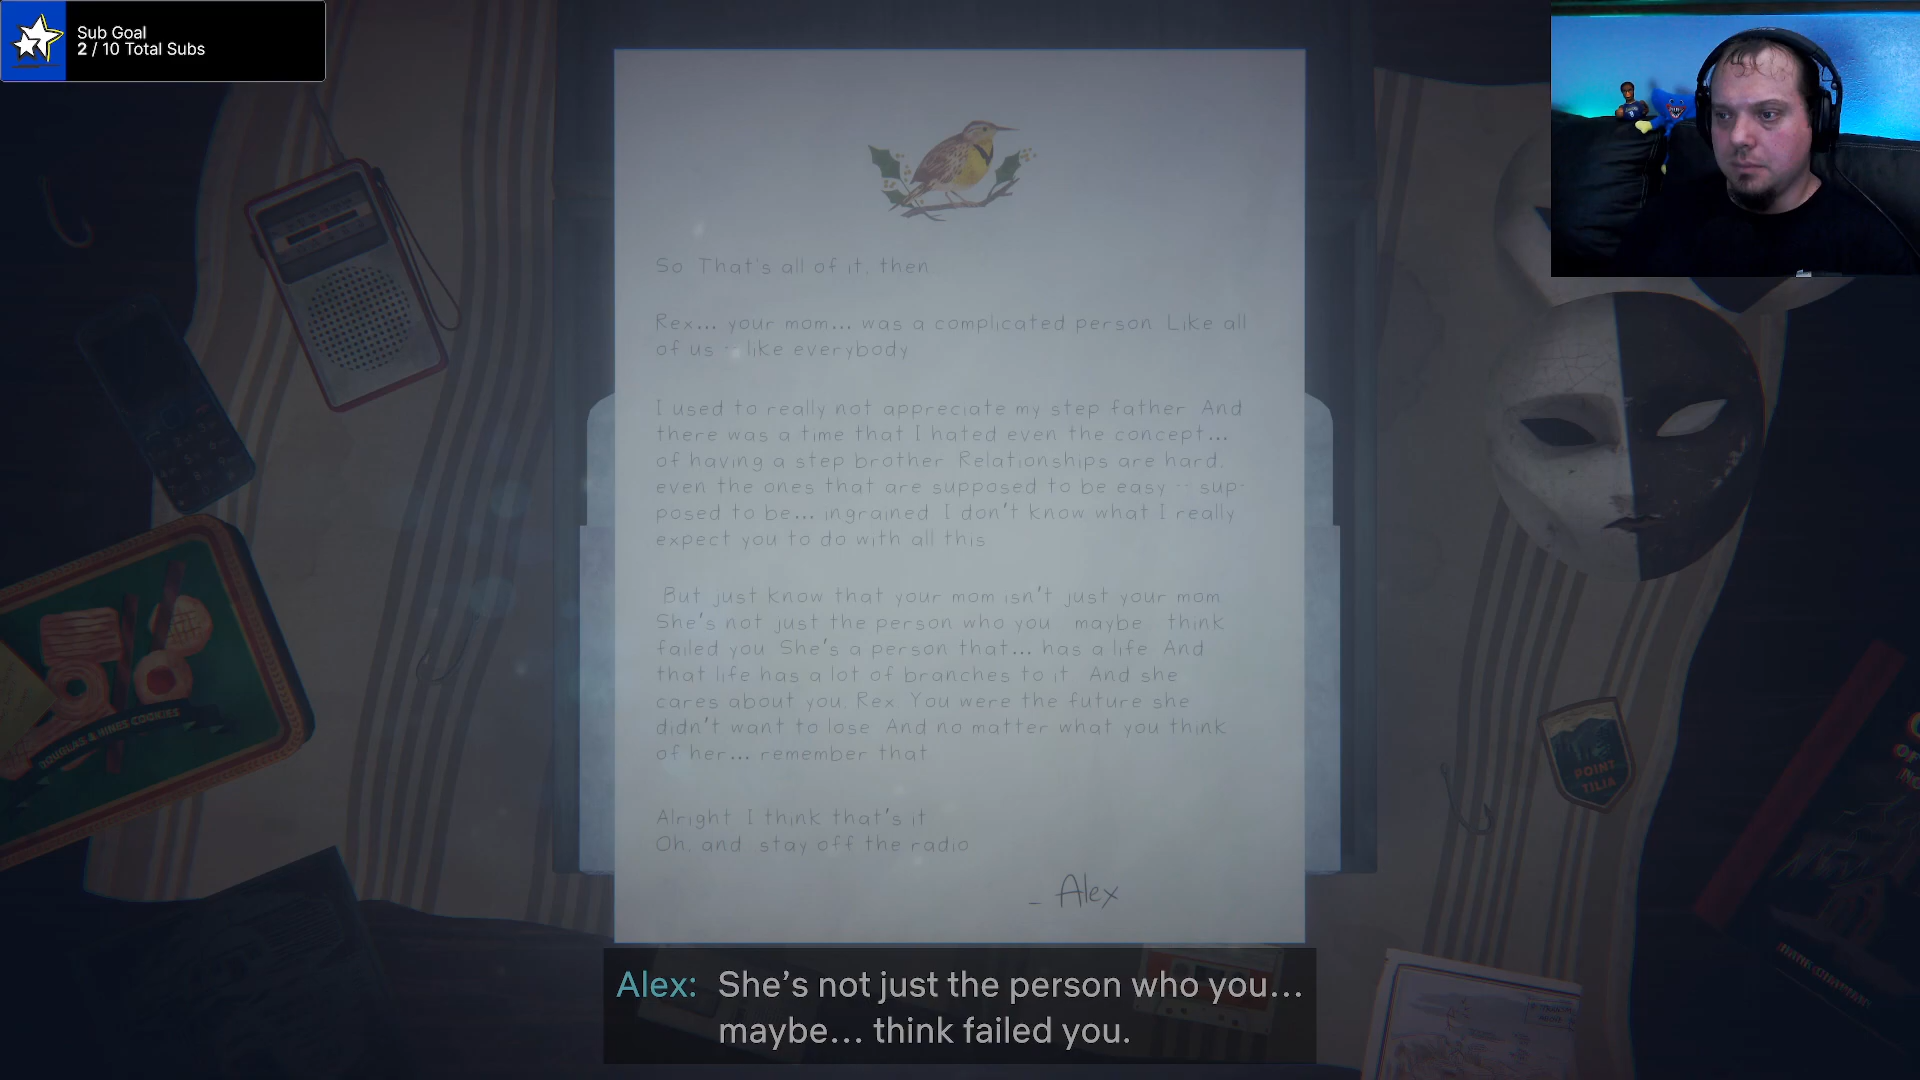 Sub Goal
2 / 10 Total Subs
So That's all of it, then
Rex... your mom... was a complicated person Like all
of us -- like everybody
I used to really not appreciate my step father And
there was a time that I hated even the concept...
of having a step brother Relationships are hard,
even the ones that are supposed to be easy -- sup-
posed to be... ingrained I don't know what I really
expect you to do with all this
But just know that your mom isn't just your mom
She's not just the person who you maybe think
failed you She's a person that... has a life And
that life has a lot of branches to it And she
cares about you, Rex You were the future she
didn't want to lose And no matter what you think
of her... remember that
Alright I think that's it
Oh, and stay off the radio
– Alex
DOUGLAS & HINES COOKIES
POINT
TILIA
Alex: She's not just the person who you...
maybe... think failed you.